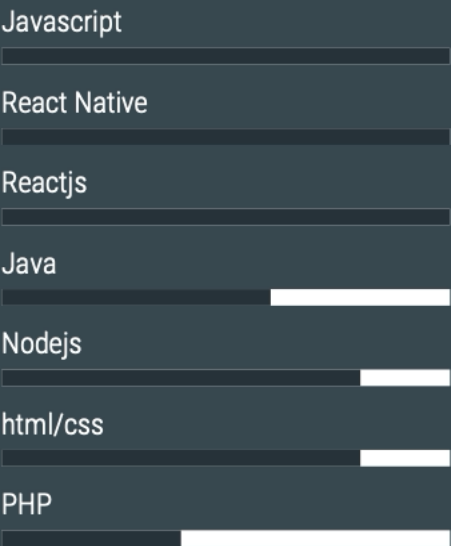 Javascript
React Native
Reactjs
Java
Nodejs
html/css
PHP